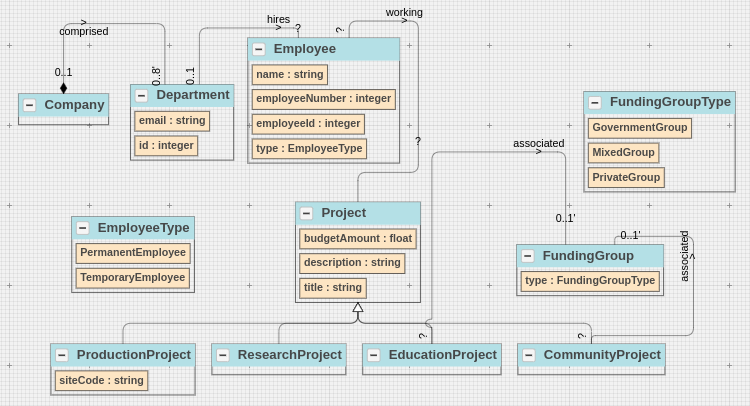 working
hires
>
>
comprised
>
?
?
0..1
0..8'
0..1
Company
Department
email : string
id : integer
Employee
name : string
employeeNumber : integer
employeeId : integer
type : EmployeeType
FundingGroupType
GovernmentGroup
MixedGroup
PrivateGroup
?
associated
>
EmployeeType
PermanentEmployee
TemporaryEmployee
Project
budgetAmount : float
description : string
title : string
0..1'
0..1'
associated
>
FundingGroup
type : FundingGroupType
?
?
ProductionProject
siteCode : string
ResearchProject
EducationProject
CommunityProject